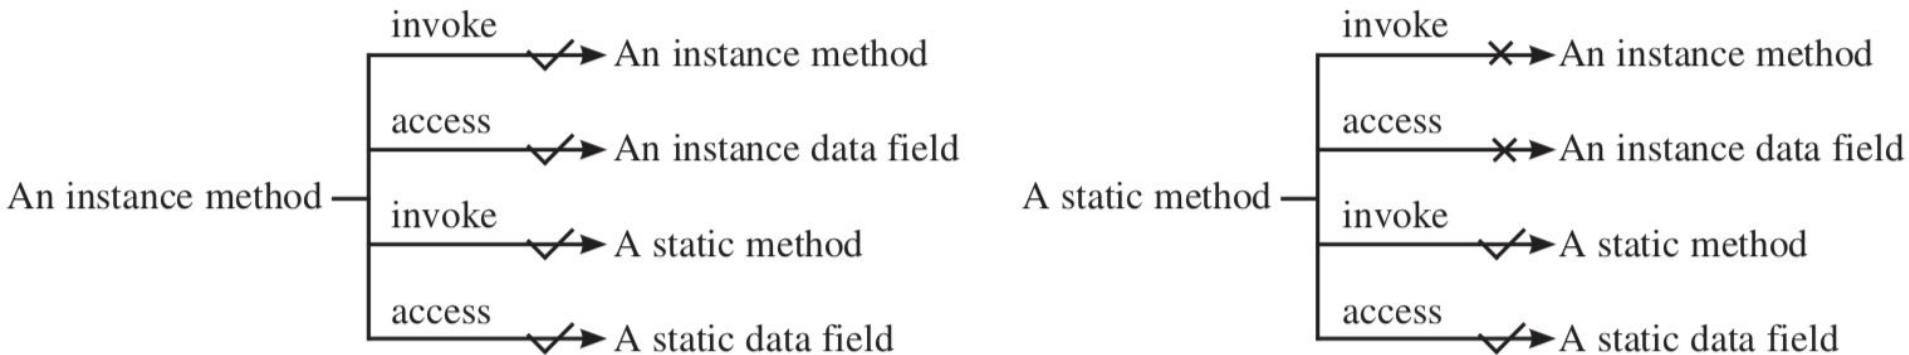 invoke
An instance method
access
An instance data field
An instance method
invoke
A static method
access
A static data field
invoke
An instance method
access
An instance data field
A static method
invoke
A static method
access
A static data field